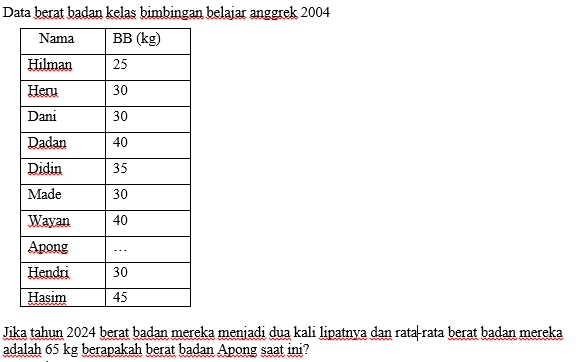 Data berat badan kelas bimbingan belajar anggrek 2004
Nama BB (kg)
Hilman 25
Heru 30
Dani 30
Dadan 40
Didin 35
Made 30
Wayan 40
Apong ...
Hendri 30
Hasim 45
Jika tahun 2024 berat badan mereka menjadi dua kali lipatnya dan rata-rata berat badan mereka
adalah 65 kg berapakah berat badan Apong saat ini?